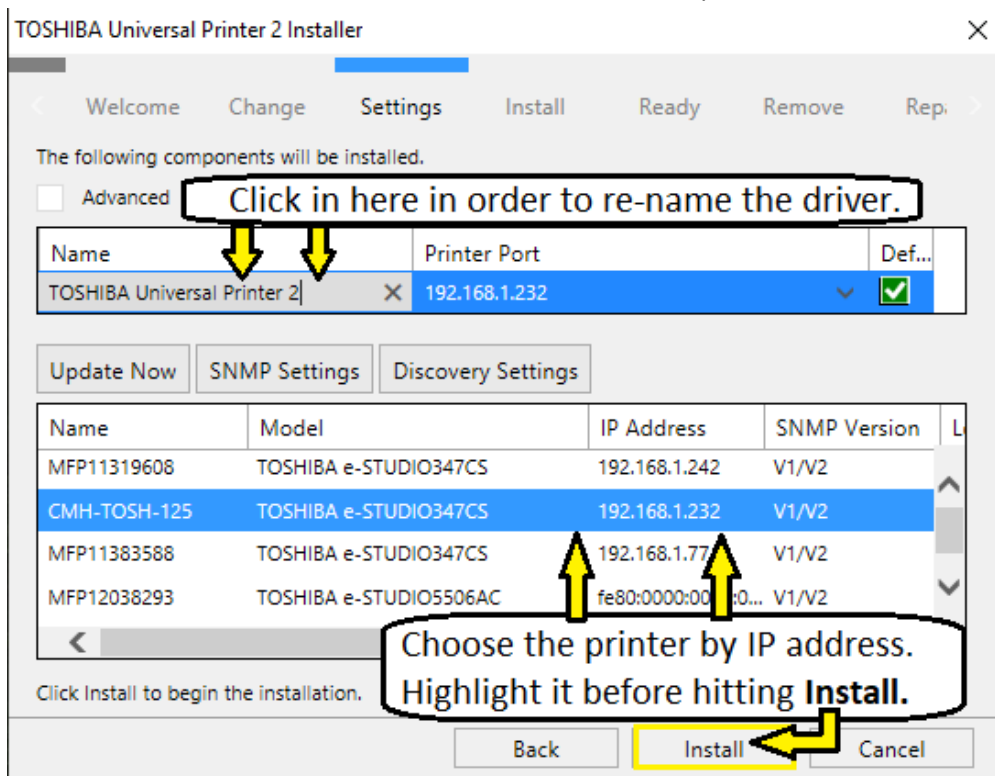 TOSHIBA Universal Printer 2 Installer
Welcome Change Settings Install Ready Remove
The following components will be installed.
Advanced Click in here in order to re-name the driver.
Name Printer Port Def...
TOSHIBA Universal Printer 2 192.168.1.232
Update Now SNMP Settings Discovery Settings
Name Model IP Address SNMP Version
MFP11319608 TOSHIBA e-STUDIO347CS 192.168.1.242 V1/V2
CMH-TOSH-125 TOSHIBA e-STUDIO347CS 192.168.1.232 V1/V2
MFP11383588 TOSHIBA e-STUDIO347CS 192.168.1.77 V1/V2
MFP12038293 TOSHIBA e-STUDIO5506AC V1/V2
Choose the printer by IP address.
Highlight it before hitting Install.
Click Install to begin the installation.
Back Install Cancel